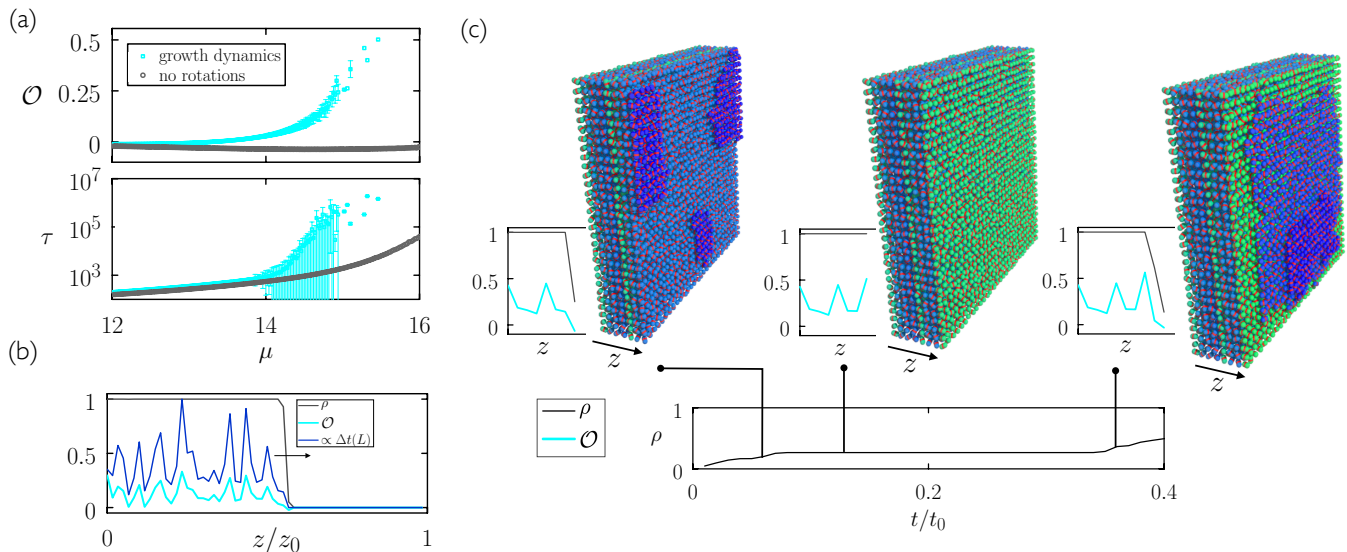 (a)
0.5
0.25
0
𝒪
growth dynamics
no rotations
10^7
10^5
10^3
τ
12
14
16
μ
(b)
1
0.5
0
ρ
𝒪
∝ Δt(L)
0
1
z/z_0
(c)
1
0.5
0
z
z
1
0.5
0
z
z
1
0.5
0
z
z
ρ
𝒪
ρ
1
0
0
0.2
0.4
t/t_0